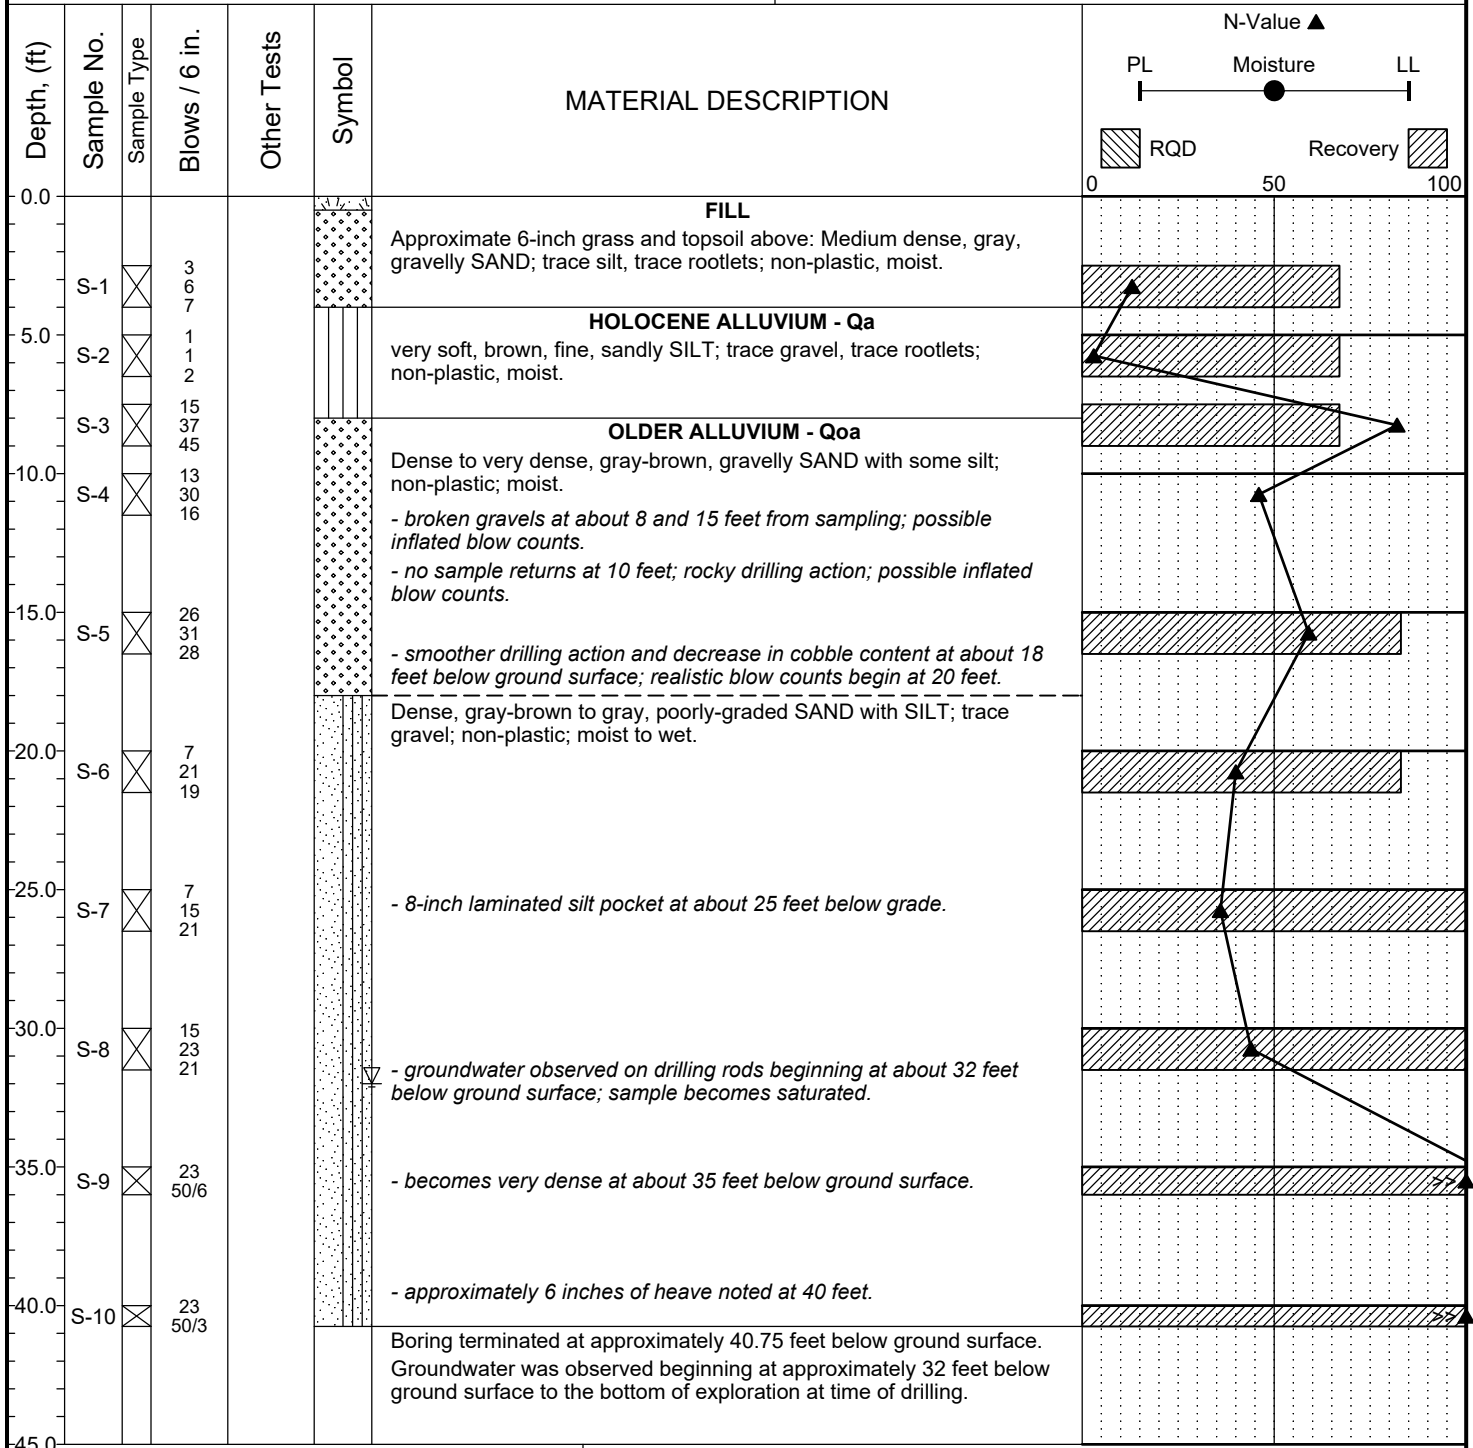 Depth, (ft)
Sample No.
Sample Type
Blows / 6 in.
Other Tests
Symbol
MATERIAL DESCRIPTION
N-Value ▲
PL Moisture LL
RQD Recovery
0 50 100
0.0
FILL
Approximate 6-inch grass and topsoil above: Medium dense, gray,
gravelly SAND; trace silt, trace rootlets; non-plastic, moist.
S-1
3
6
7
HOLOCENE ALLUVIUM - Qa
5.0
S-2
1
1
2
very soft, brown, fine, sandly SILT; trace gravel, trace rootlets;
non-plastic, moist.
S-3
15
37
45
OLDER ALLUVIUM - Qoa
Dense to very dense, gray-brown, gravelly SAND with some silt;
non-plastic; moist.
10.0
S-4
13
30
16
- broken gravels at about 8 and 15 feet from sampling; possible
inflated blow counts.
- no sample returns at 10 feet; rocky drilling action; possible inflated
blow counts.
15.0
S-5
26
31
28
- smoother drilling action and decrease in cobble content at about 18
feet below ground surface; realistic blow counts begin at 20 feet.
Dense, gray-brown to gray, poorly-graded SAND with SILT; trace
gravel; non-plastic; moist to wet.
20.0
S-6
7
21
19
25.0
S-7
7
15
21
- 8-inch laminated silt pocket at about 25 feet below grade.
30.0
S-8
15
23
21
- groundwater observed on drilling rods beginning at about 32 feet
below ground surface; sample becomes saturated.
35.0
S-9
23
50/6
- becomes very dense at about 35 feet below ground surface.
>>
- approximately 6 inches of heave noted at 40 feet.
40.0
S-10
23
50/3
>>
Boring terminated at approximately 40.75 feet below ground surface.
Groundwater was observed beginning at approximately 32 feet below
ground surface to the bottom of exploration at time of drilling.
45.0